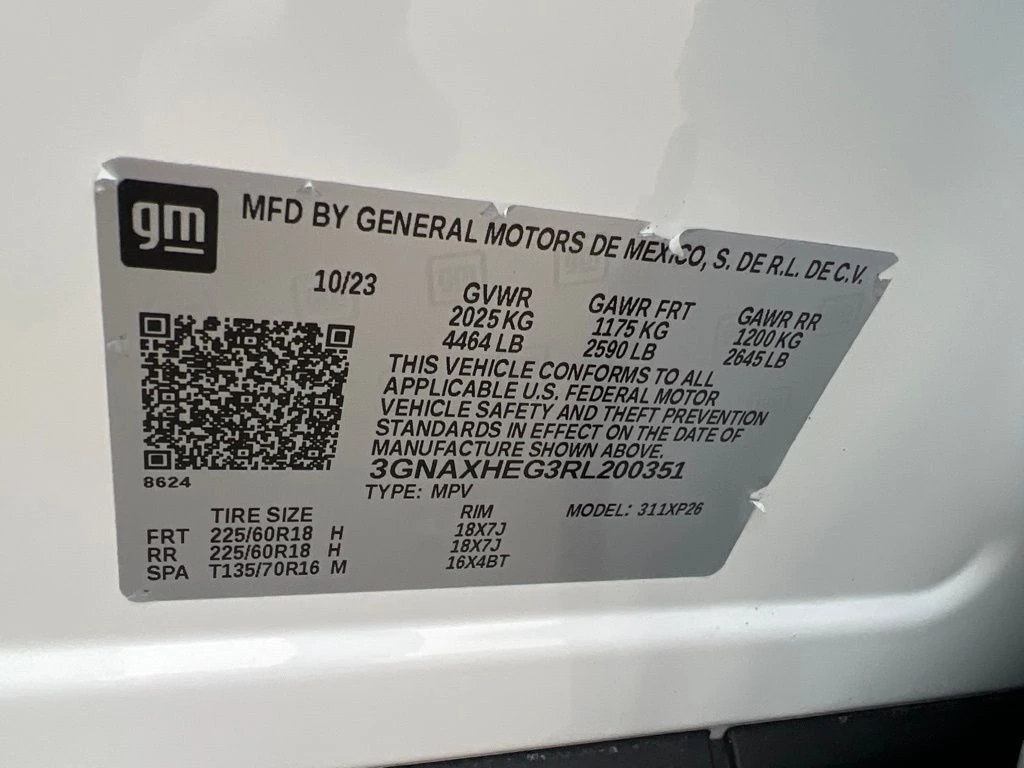 gm
MFD BY GENERAL MOTORS DE MEXICO, S. DE R.L. DE C.V.
10/23
GVWR GAWR FRT GAWR RR
2025 KG 1175 KG 1200 KG
4464 LB 2590 LB 2645 LB
THIS VEHICLE CONFORMS TO ALL
APPLICABLE U.S. FEDERAL MOTOR
VEHICLE SAFETY AND THEFT PREVENTION
STANDARDS IN EFFECT ON THE DATE OF
MANUFACTURE SHOWN ABOVE.
3GNAXHEG3RL200351
8624
TYPE: MPV MODEL: 311XP26
TIRE SIZE RIM
FRT 225/60R18 H 18X7J
RR 225/60R18 H 18X7J
SPA T135/70R16 M 16X4BT